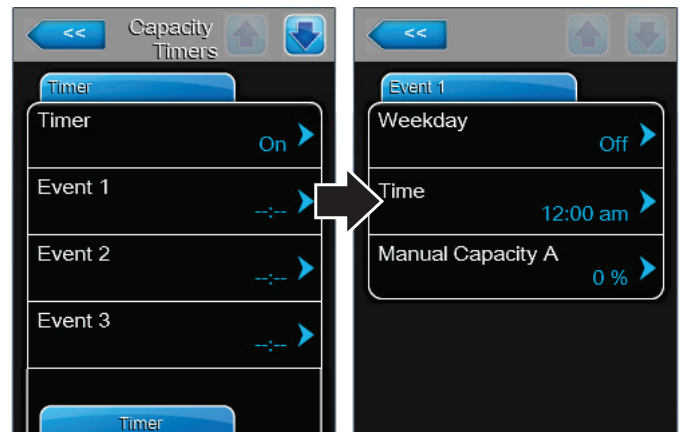 <<
Capacity
Timers
Timer
Timer
On
Event 1
--:--
Event 2
--:--
Event 3
--:--
Timer
<<
Event 1
Weekday
Off
Time
12:00 am
Manual Capacity A
0 %